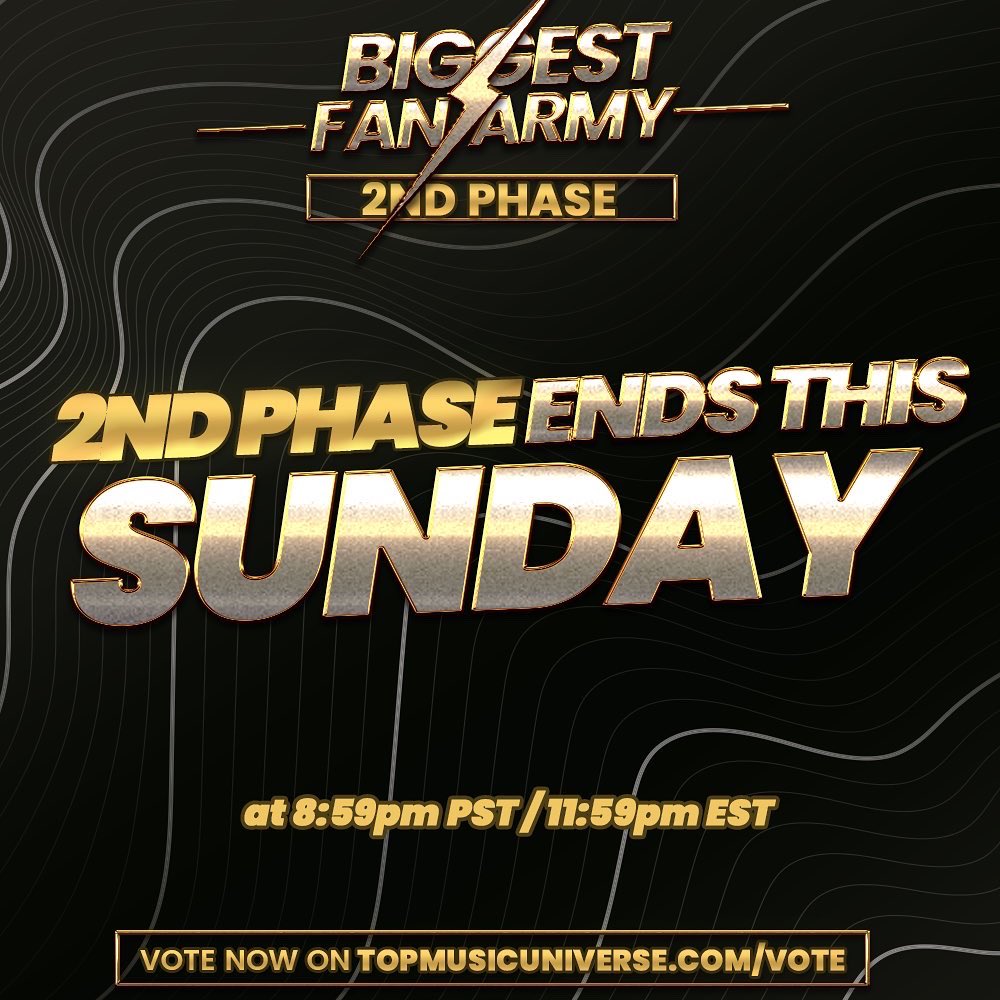 BIGGEST
FAN ARMY
2ND PHASE
2ND PHASE ENDS THIS
SUNDAY
at 8:59pm PST / 11:59pm EST
VOTE NOW ON TOPMUSICUNIVERSE.COM/VOTE